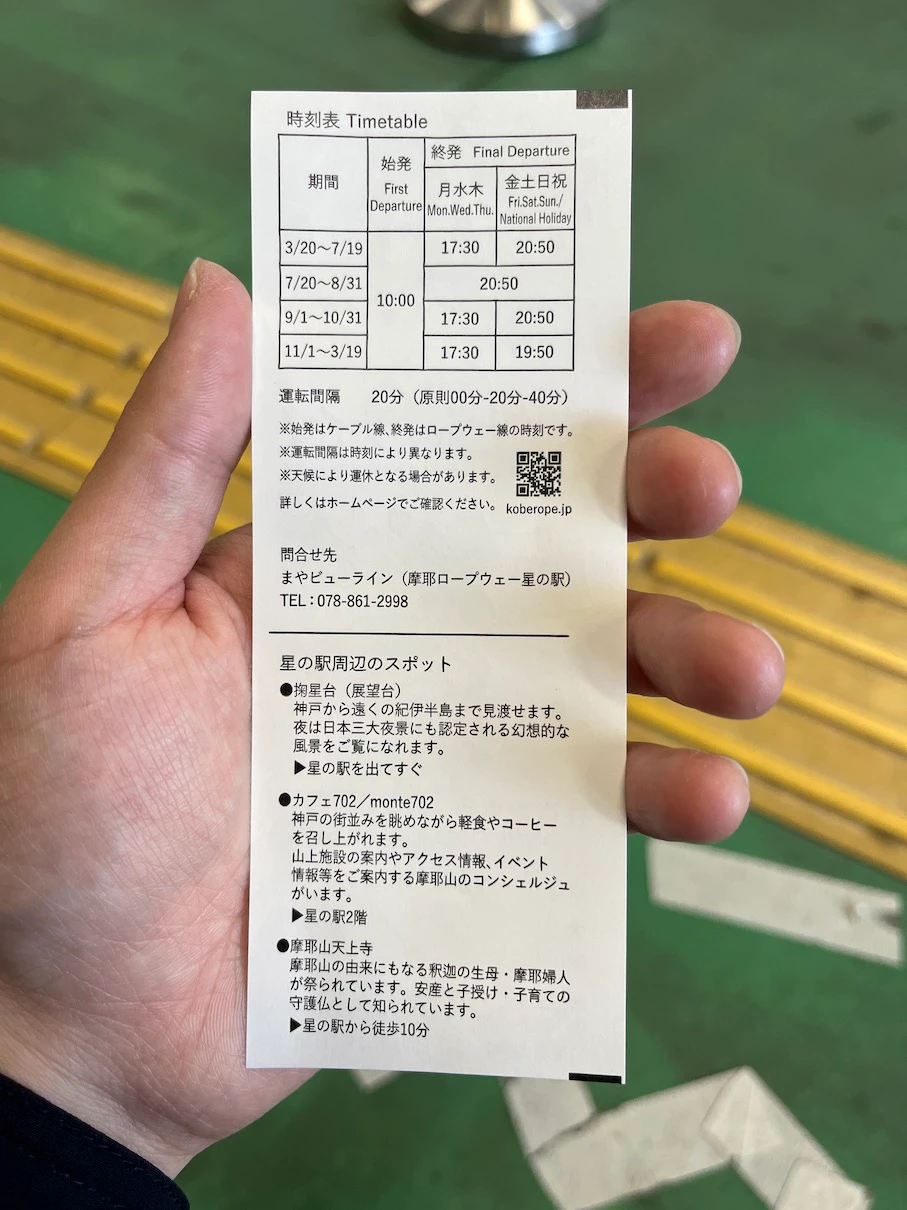 時刻表 Timetable
期間
始発
First
Departure
終発 Final Departure
月水木
Mon.Wed.Thu.
金土日祝
Fri.Sat.Sun./
National Holiday
3/20〜7/19
10:00
17:30
20:50
7/20〜8/31
20:50
9/1〜10/31
17:30
20:50
11/1〜3/19
17:30
19:50
運転間隔 20分（原則00分-20分-40分）
※始発はケーブル線、終発はロープウェー線の時刻です。
※運転間隔は時刻により異なります。
※天候により運休となる場合があります。
詳しくはホームページでご確認ください。
koberope.jp
問合せ先
まやビューライン（摩耶ロープウェー星の駅）
TEL：078-861-2998
星の駅周辺のスポット
●掬星台（展望台）
神戸から遠くの紀伊半島まで見渡せます。
夜は日本三大夜景にも認定される幻想的な
風景をご覧になれます。
▶星の駅を出てすぐ
●カフェ702／monte702
神戸の街並みを眺めながら軽食やコーヒー
を召し上がれます。
山上施設の案内やアクセス情報、イベント
情報等をご案内する摩耶山のコンシェルジュ
がいます。
▶星の駅2階
●摩耶山天上寺
摩耶山の由来にもなる釈迦の生母・摩耶婦人
が祭られています。安産と子授け・子育ての
守護仏として知られています。
▶星の駅から徒歩10分